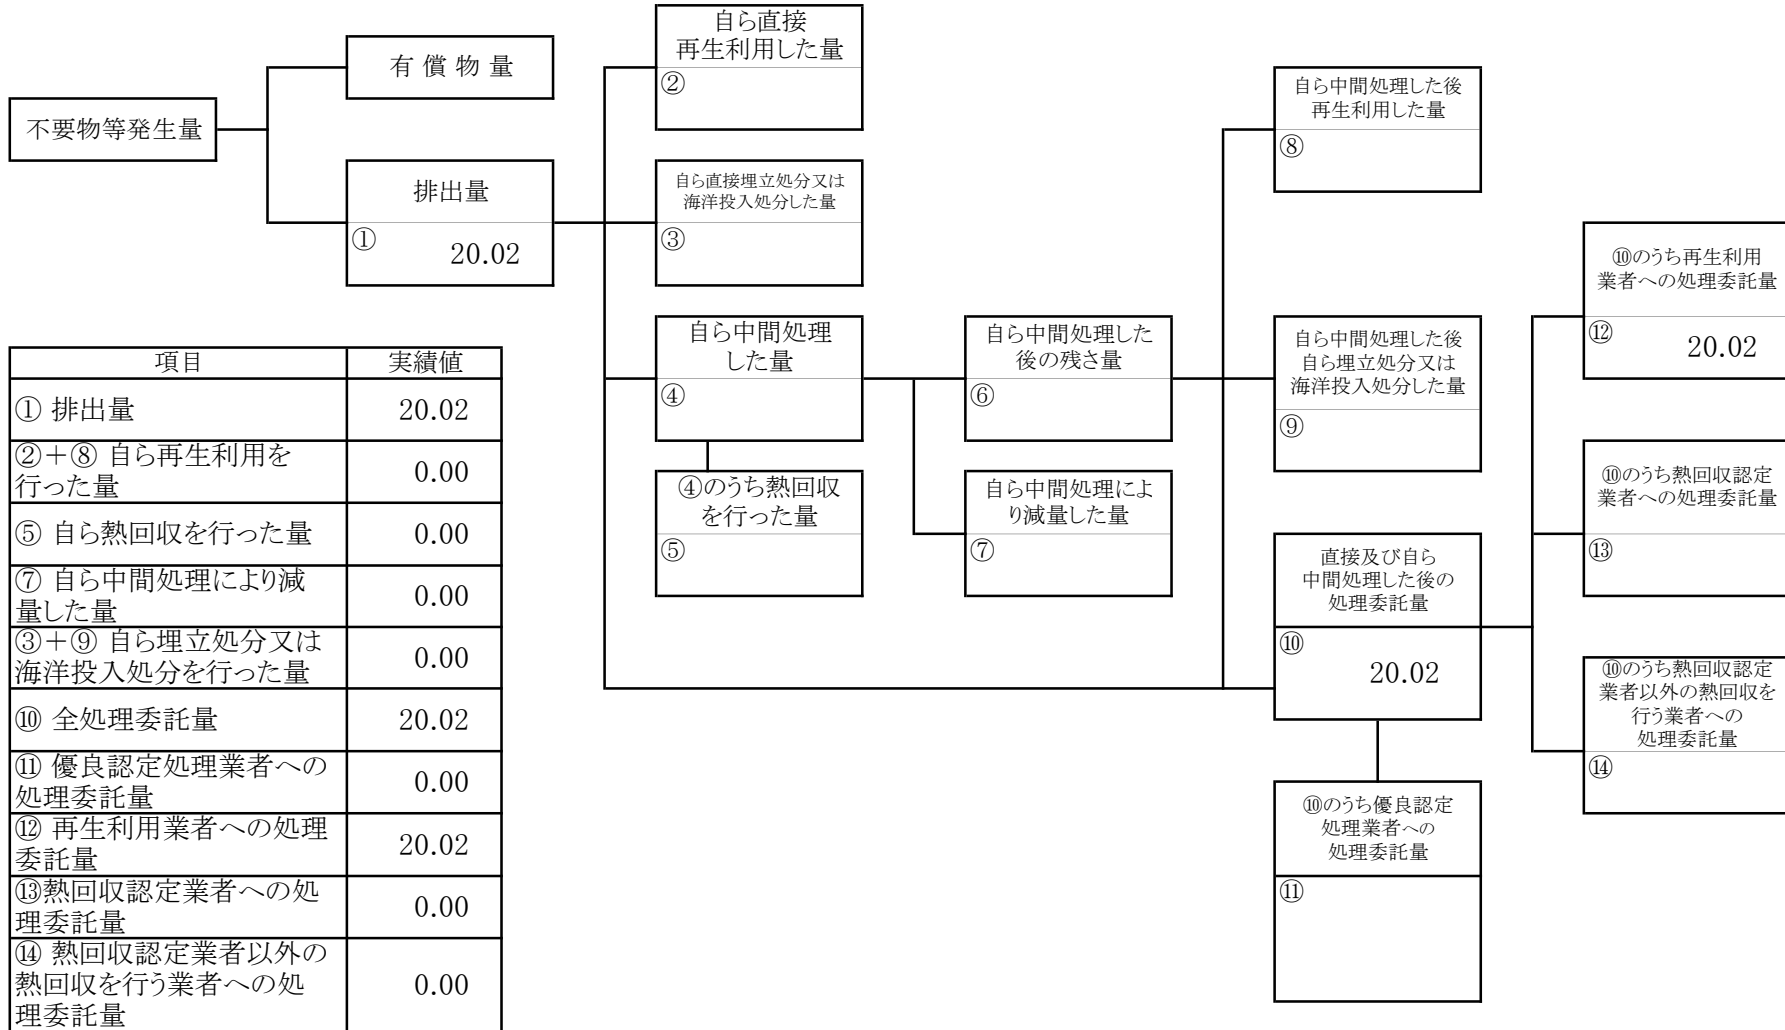 自ら直接
再生利用した量
②
有 償 物 量
不要物等発生量
排出量
①
20.02
自ら直接埋立処分又は
海洋投入処分した量
③
自ら中間処理
した量
④
④のうち熱回収
を行った量
⑤
自ら中間処理した
後の残さ量
⑥
自ら中間処理によ
り減量した量
⑦
自ら中間処理した後
再生利用した量
⑧
自ら中間処理した後
自ら埋立処分又は
海洋投入処分した量
⑨
直接及び自ら
中間処理した後の
処理委託量
⑩
20.02
⑩のうち優良認定
処理業者への
処理委託量
⑪
⑩のうち再生利用
業者への処理委託量
⑫
20.02
⑩のうち熱回収認定
業者への処理委託量
⑬
⑩のうち熱回収認定
業者以外の熱回収を
行う業者への
処理委託量
⑭
項目 実績値
① 排出量 20.02
②＋⑧ 自ら再生利用を
行った量 0.00
⑤ 自ら熱回収を行った量 0.00
⑦ 自ら中間処理により減
量した量 0.00
③＋⑨ 自ら埋立処分又は
海洋投入処分を行った量 0.00
⑩ 全処理委託量 20.02
⑪ 優良認定処理業者への
処理委託量 0.00
⑫ 再生利用業者への処理
委託量 20.02
⑬熱回収認定業者への処
理委託量 0.00
⑭ 熱回収認定業者以外の
熱回収を行う業者への処
理委託量 0.00